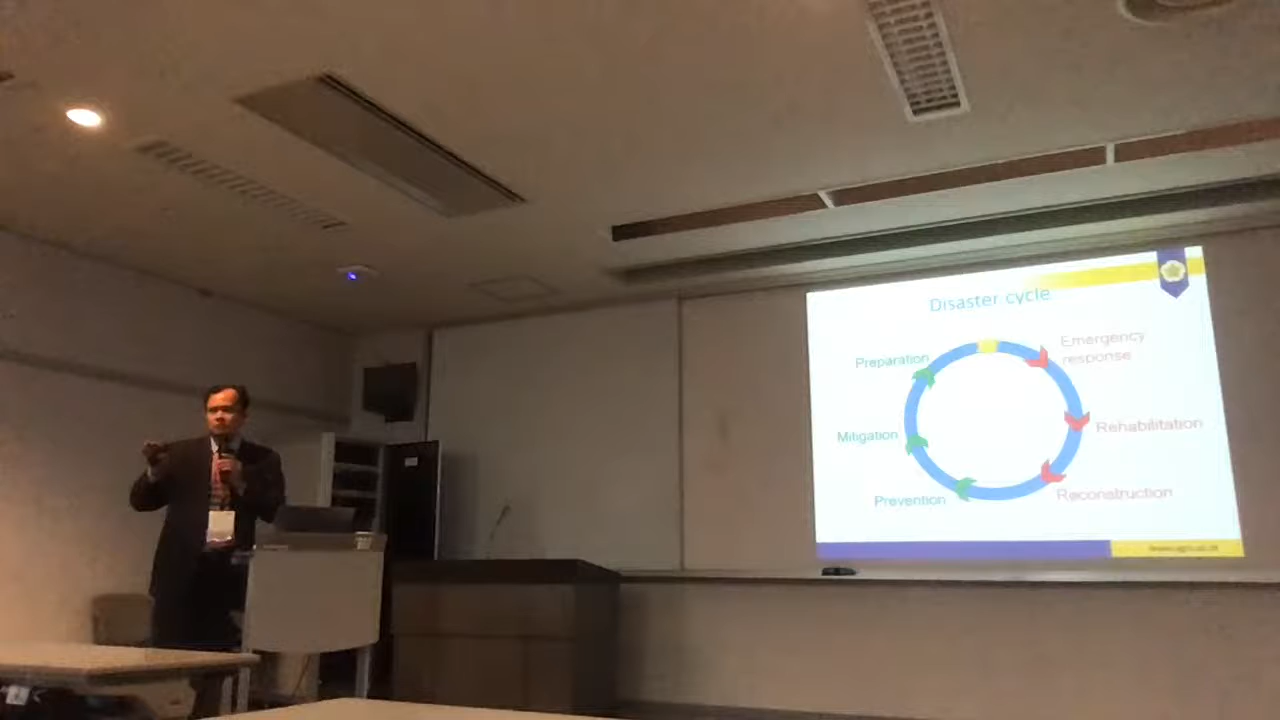 Disaster cycle
Emergency
response
Preparation
Rehabilitation
Mitigation
Reconstruction
Prevention